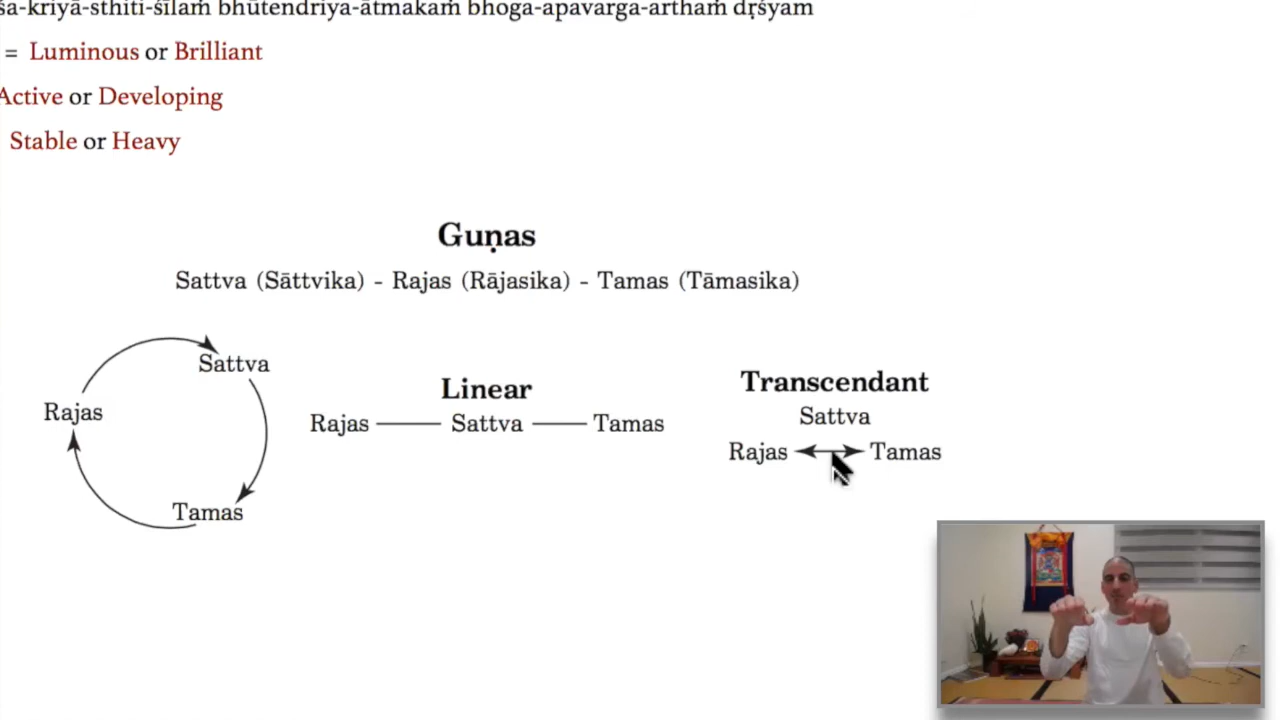 śa-kriyā-sthiti-śīlaṁ bhūtendriya-ātmakaṁ bhoga-apavarga-arthaṁ dṛśyam
= Luminous or Brilliant
Active or Developing
Stable or Heavy
Guṇas
Sattva (Sāttvika) - Rajas (Rājasika) - Tamas (Tāmasika)
Sattva
Rajas
Tamas
Linear
Rajas Sattva Tamas
Transcendant
Sattva
Rajas Tamas